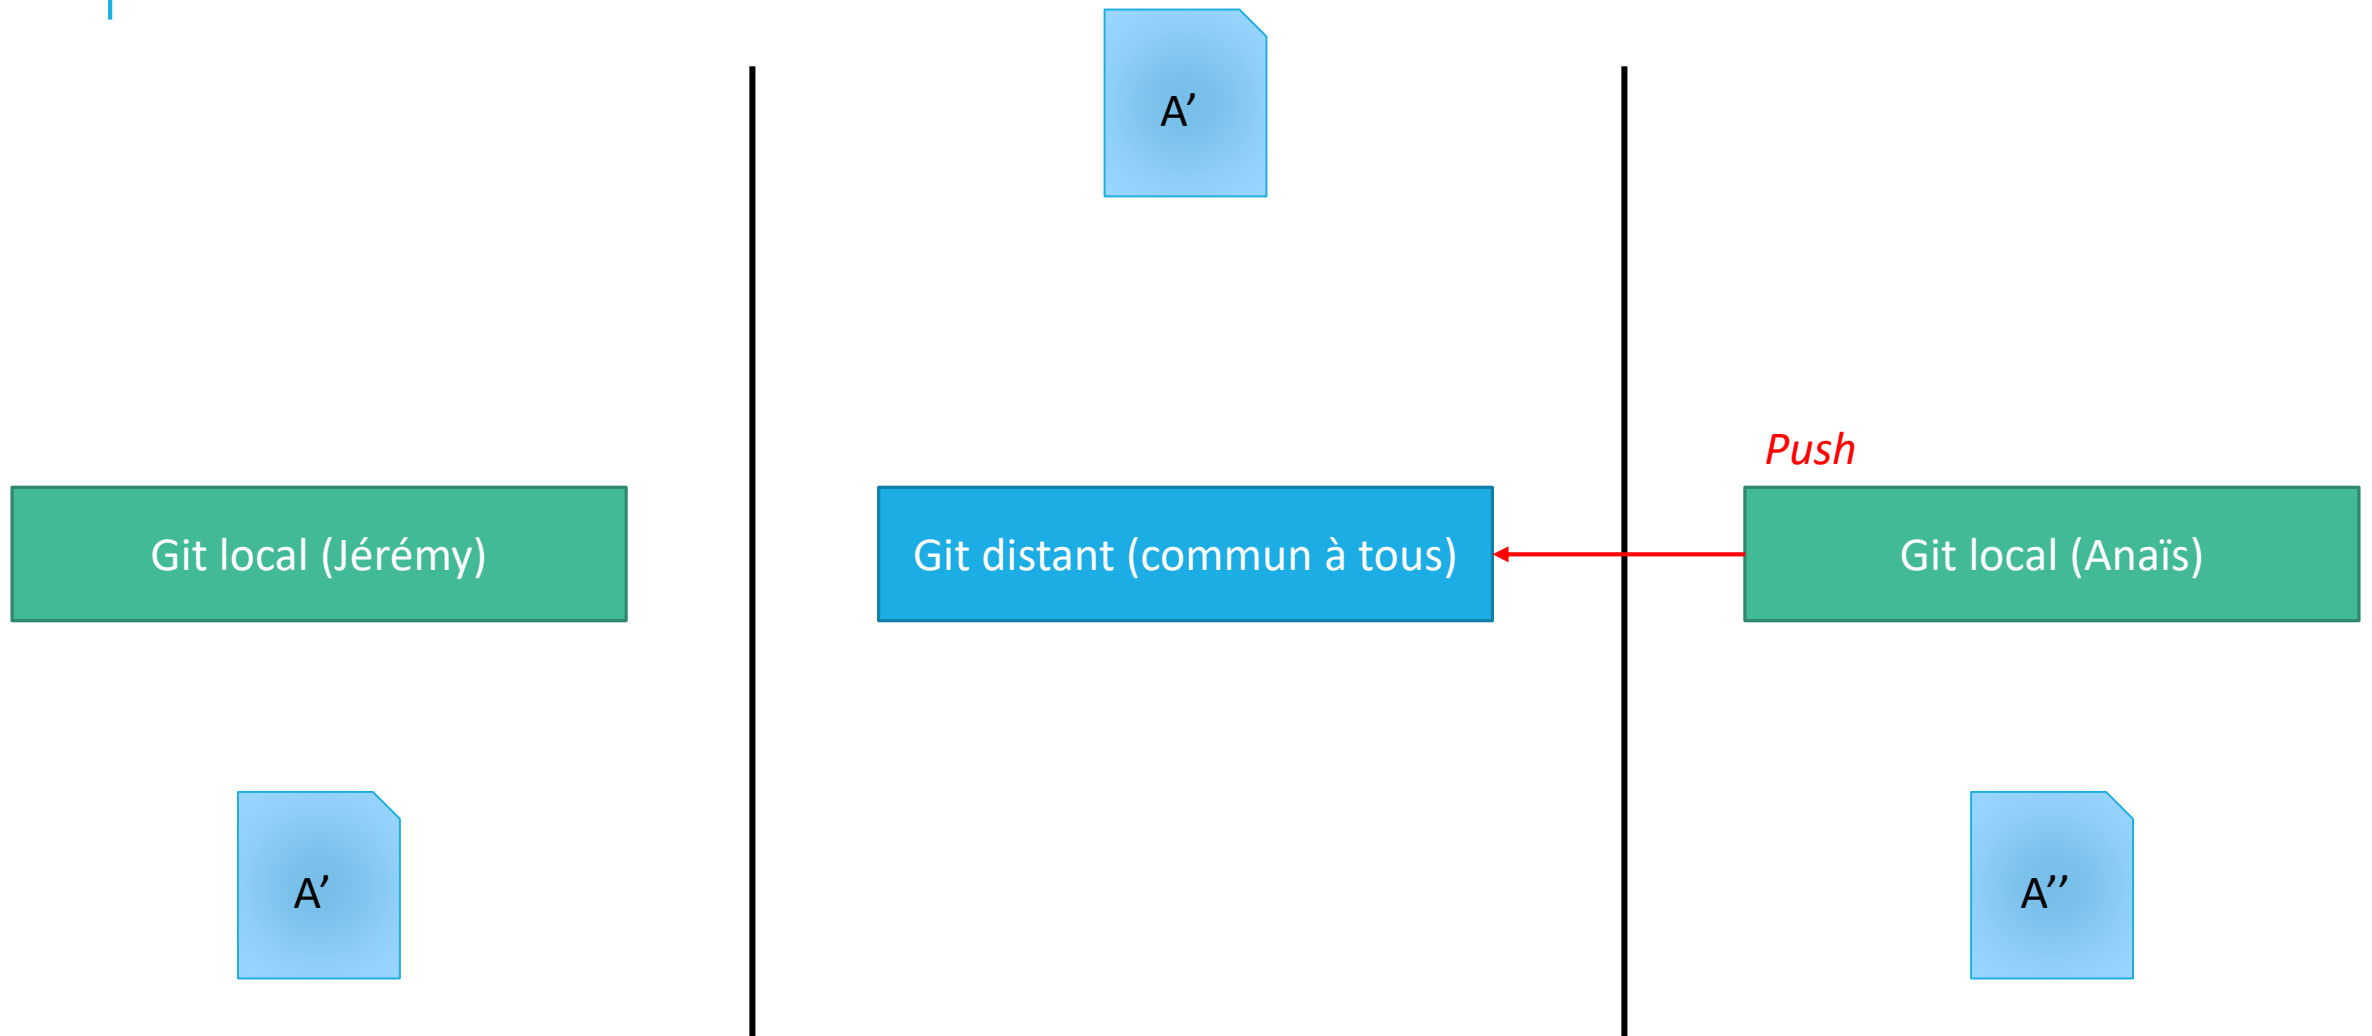 A’
Push
Git local (Jérémy)
Git distant (commun à tous)
Git local (Anaïs)
A’
A’’